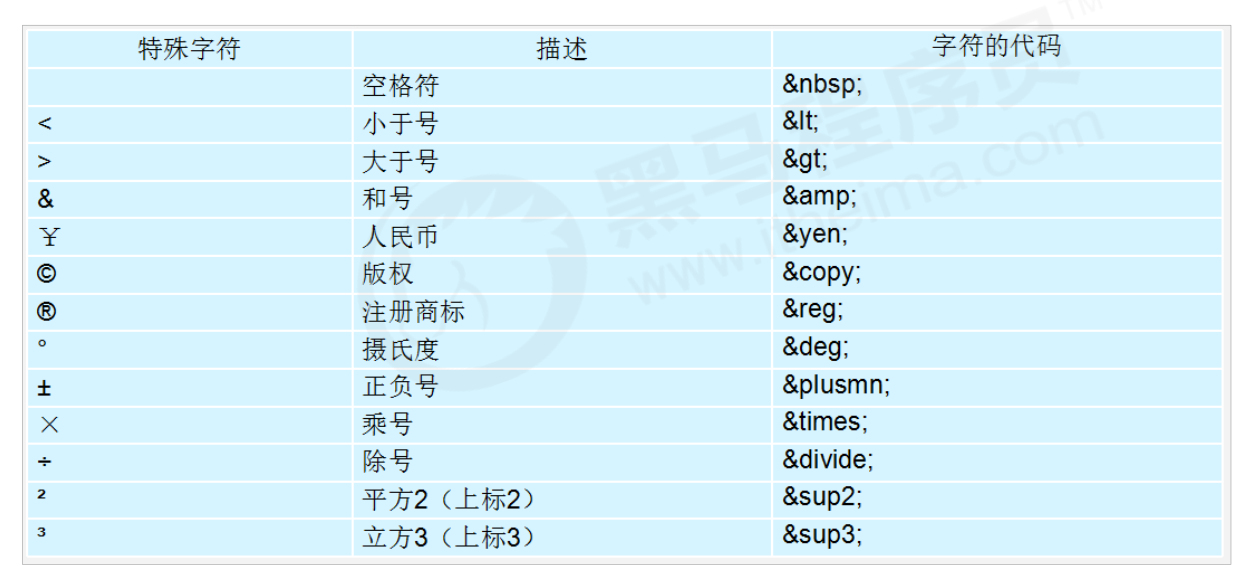 特殊字符 描述 字符的代码
空格符 &nbsp;
< 小于号 &lt;
> 大于号 &gt;
& 和号 &amp;
¥ 人民币 &yen;
© 版权 &copy;
® 注册商标 &reg;
° 摄氏度 &deg;
± 正负号 &plusmn;
× 乘号 &times;
÷ 除号 &divide;
² 平方2（上标2） &sup2;
³ 立方3（上标3） &sup3;
黑马程序员™
www.itheima.com